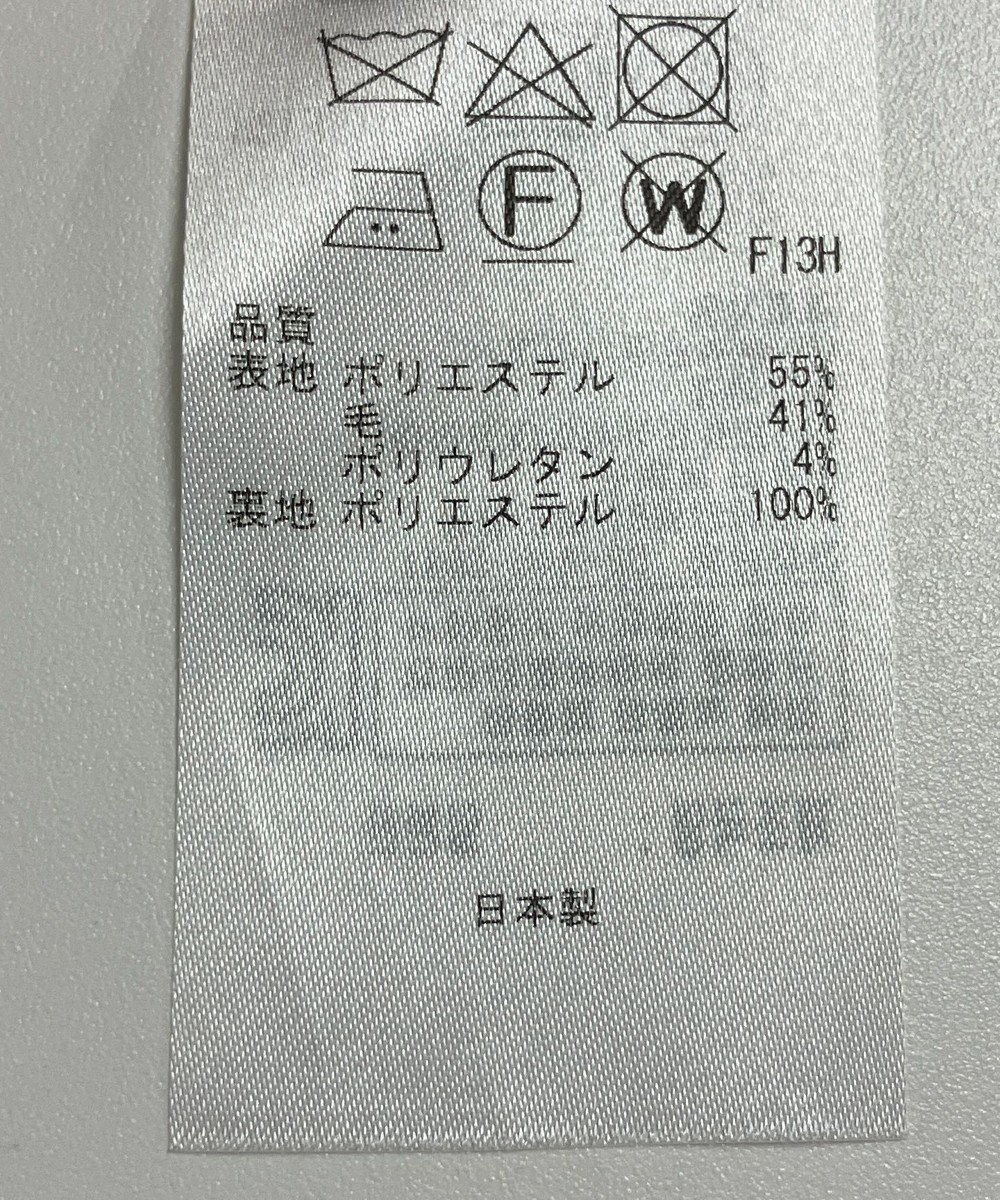 F
W
F13H
品質
表地 ポリエステル 55%
毛 41%
ポリウレタン 4%
裏地 ポリエステル 100%
日本製